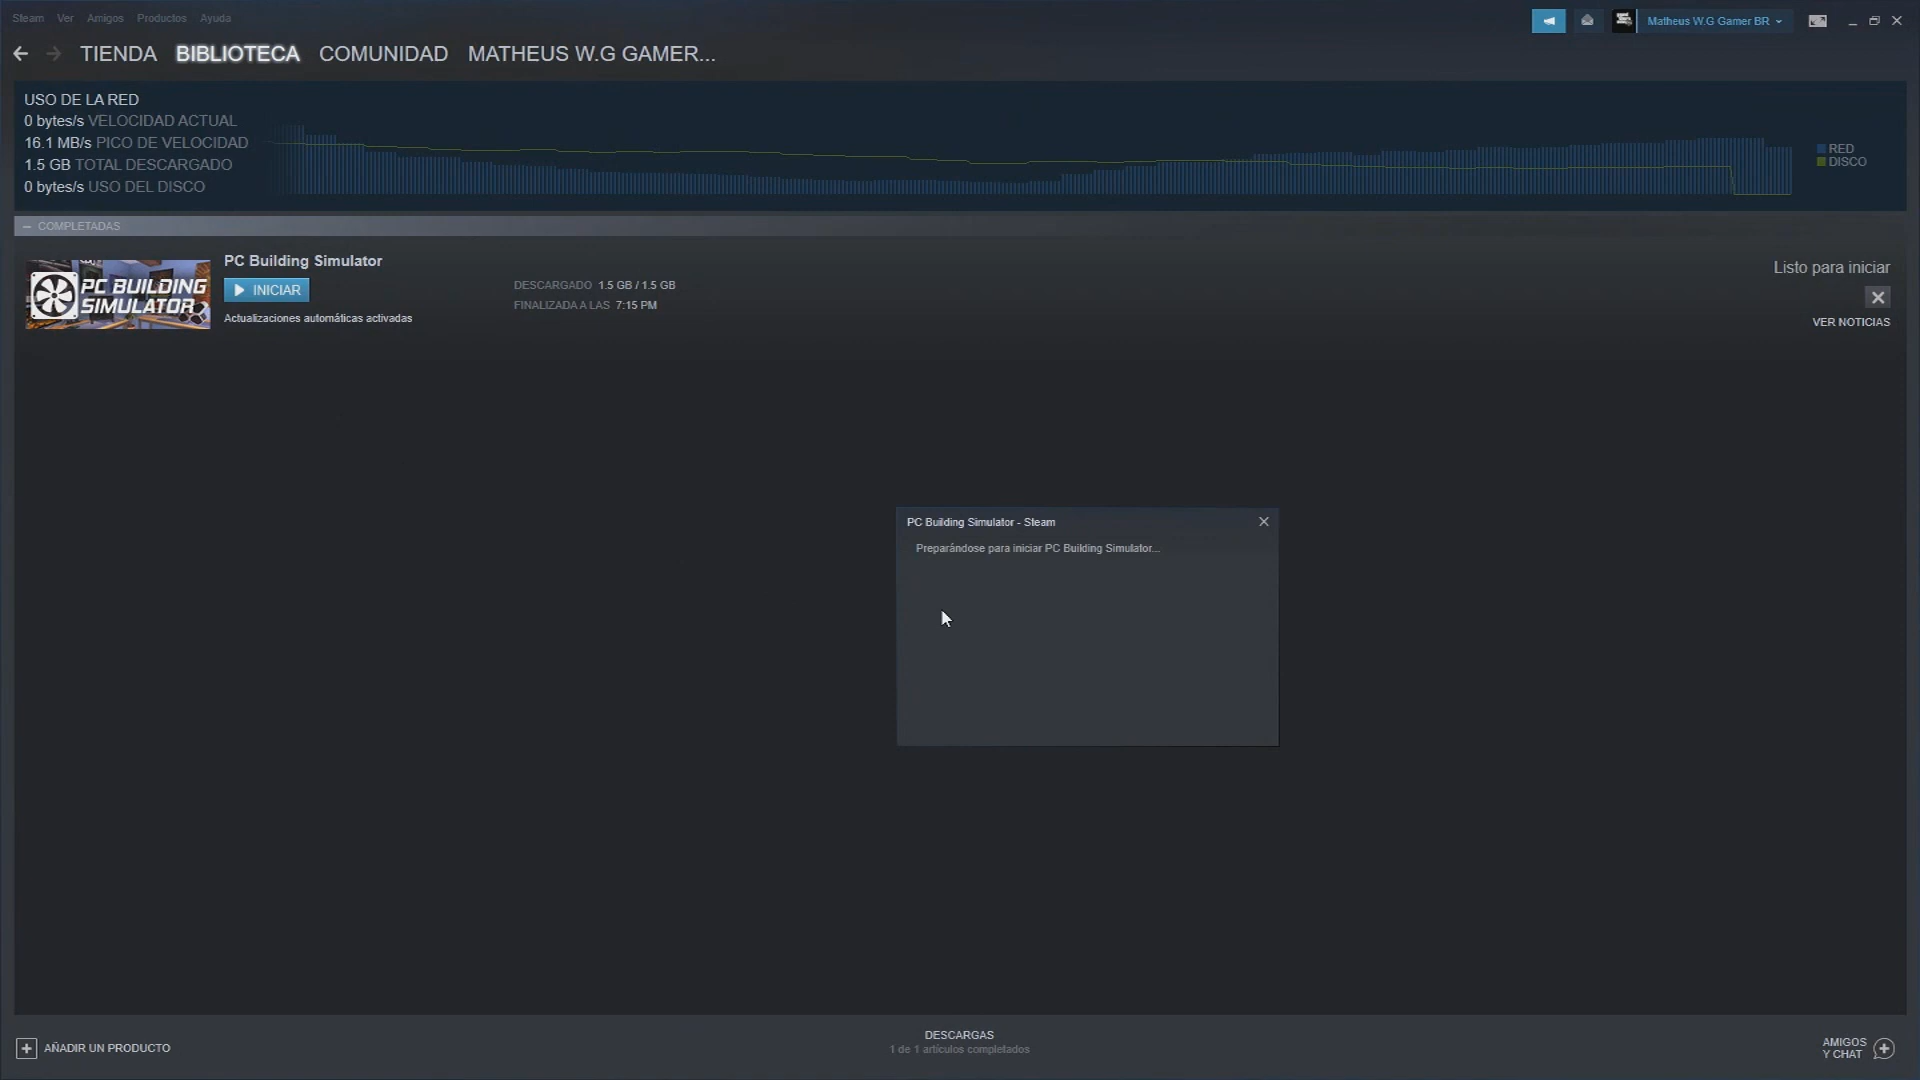 Steam Ver Amigos Productos Ayuda
Matheus W.G Gamer BR
TIENDA BIBLIOTECA COMUNIDAD MATHEUS W.G GAMER...
USO DE LA RED
0 bytes/s VELOCIDAD ACTUAL
16.1 MB/s PICO DE VELOCIDAD
1.5 GB TOTAL DESCARGADO
0 bytes/s USO DEL DISCO
RED
DISCO
COMPLETADAS
PC BUILDING
SIMULATOR
PC Building Simulator
INICIAR
Actualizaciones automáticas activadas
DESCARGADO 1.5 GB / 1.5 GB
FINALIZADA A LAS 7:15 PM
Listo para iniciar
VER NOTICIAS
PC Building Simulator - Steam
Preparándose para iniciar PC Building Simulator...
AÑADIR UN PRODUCTO
DESCARGAS
1 de 1 artículos completados
AMIGOS
Y CHAT